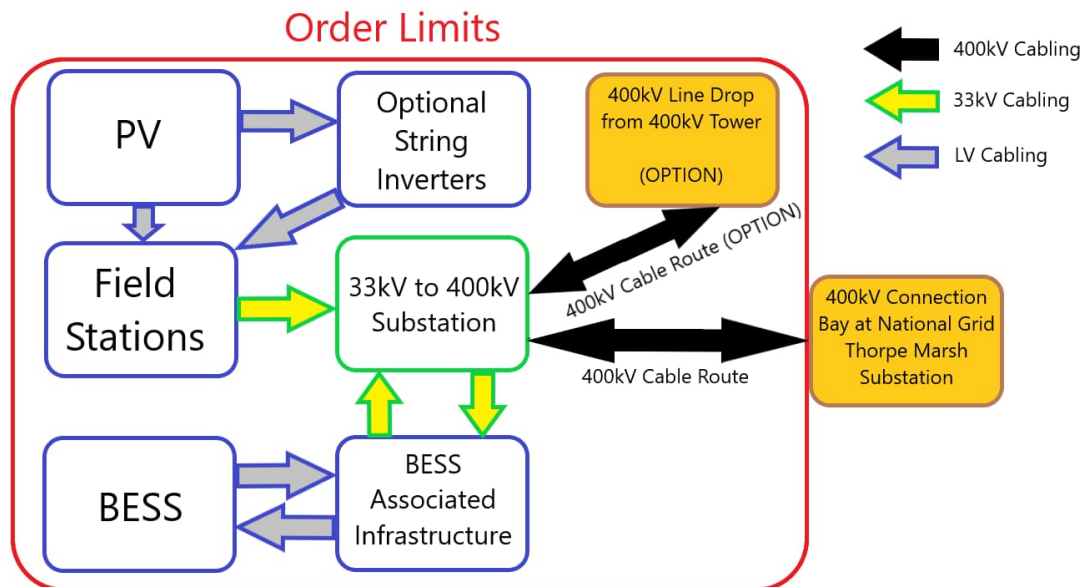 Order Limits
PV
Optional
String
Inverters
400kV Line Drop
from 400kV Tower
(OPTION)
400kV Cabling
33kV Cabling
LV Cabling
Field
Stations
33kV to 400kV
Substation
400kV Cable Route (OPTION)
400kV Cable Route
400kV Connection
Bay at National Grid
Thorpe Marsh
Substation
BESS
BESS
Associated
Infrastructure